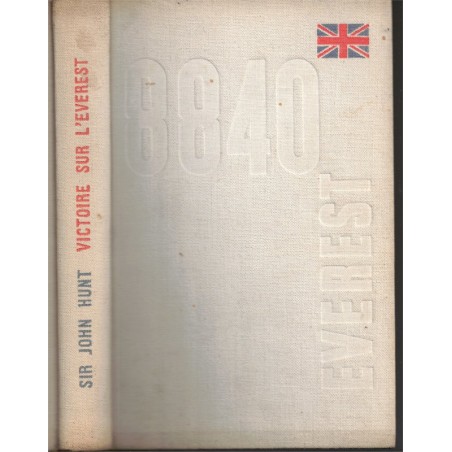 SIR JOHN HUNT VICTOIRE SUR L'EVEREST
8840
EVEREST